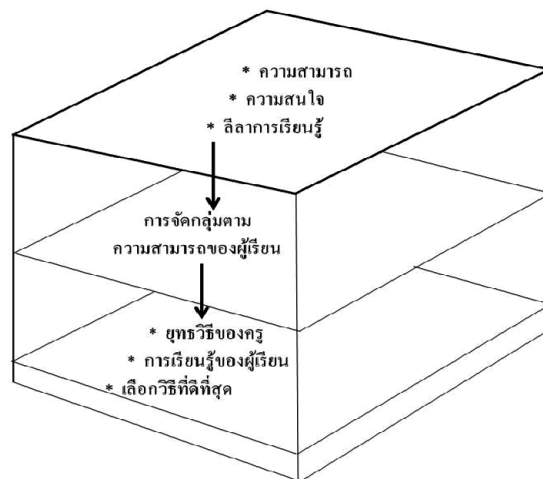 * ความสามารถ
* ความสนใจ
* ลีลาการเรียนรู้
การจัดกลุ่มตาม
ความสามารถของผู้เรียน
* ยุทธวิธีของครู
* การเรียนรู้ของผู้เรียน
* เลือกวิธีที่ดีที่สุด